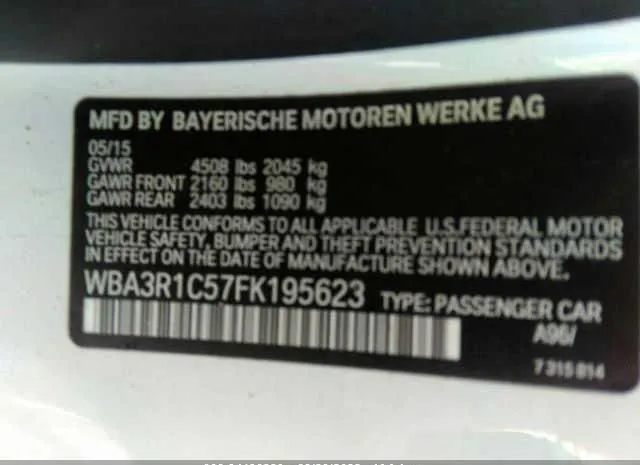 MFD BY BAYERISCHE MOTOREN WERKE AG
05/15
GVWR 4508 lbs 2045 kg
GAWR FRONT 2160 lbs 980 kg
GAWR REAR 2403 lbs 1090 kg
THIS VEHICLE CONFORMS TO ALL APPLICABLE U.S.FEDERAL MOTOR
VEHICLE SAFETY, BUMPER AND THEFT PREVENTION STANDARDS
IN EFFECT ON THE DATE OF MANUFACTURE SHOWN ABOVE.
WBA3R1C57FK195623 TYPE: PASSENGER CAR
A96/
7 315 814